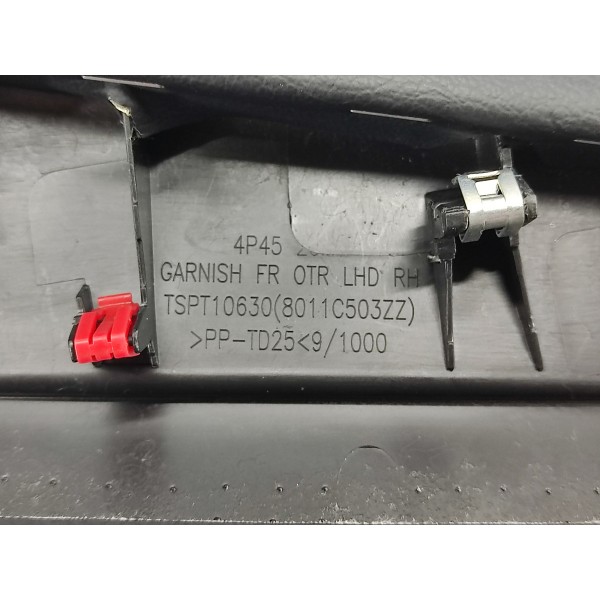 4P45
GARNISH FR OTR LHD RH
TSPT10630(8011C503ZZ)
>PP-TD25<9/1000